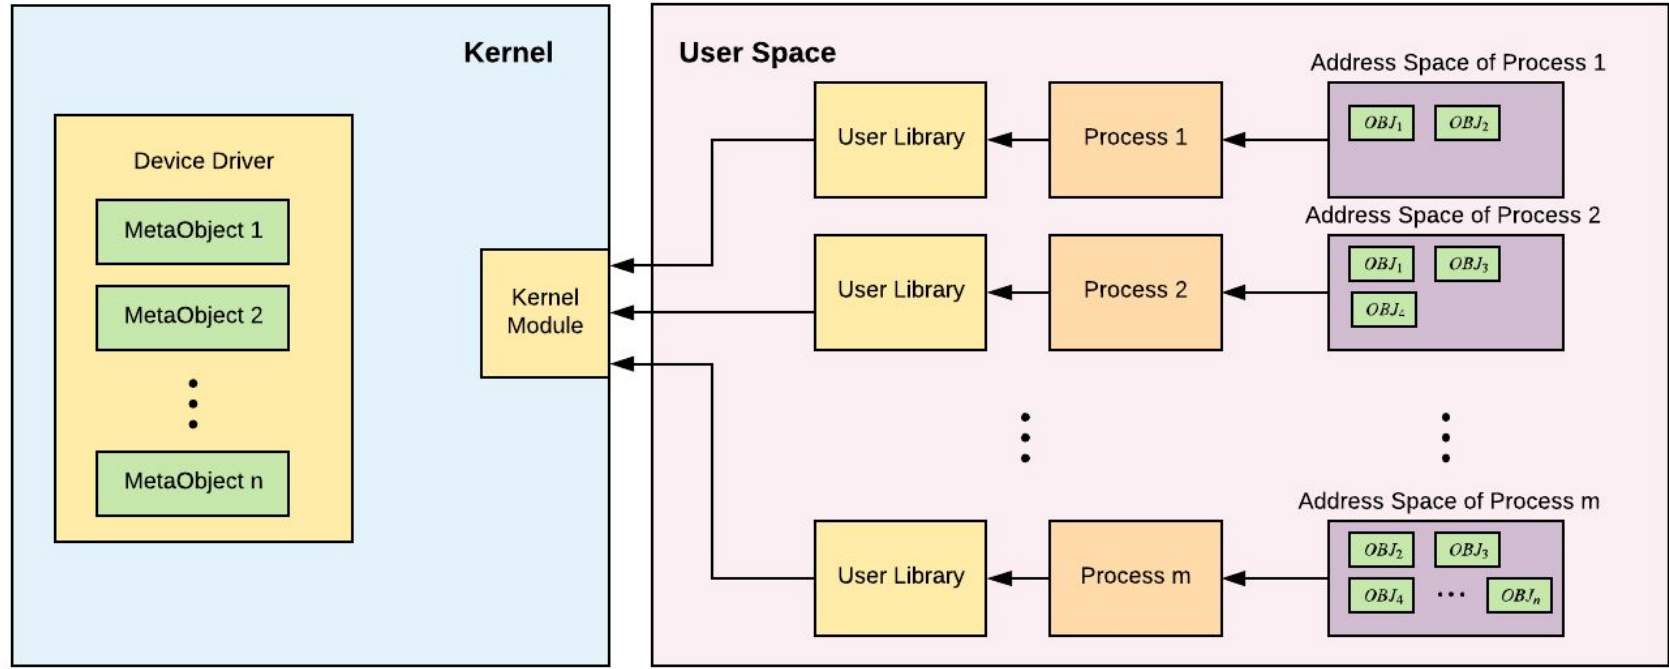 Kernel
Device Driver
MetaObject 1
MetaObject 2
MetaObject n
Kernel
Module
User Space
Address Space of Process 1
User Library
Process 1
OBJ₁
OBJ₂
Address Space of Process 2
User Library
Process 2
OBJ₁
OBJ₃
Address Space of Process m
User Library
Process m
OBJ₂
OBJ₃
OBJ₄
OBJₙ